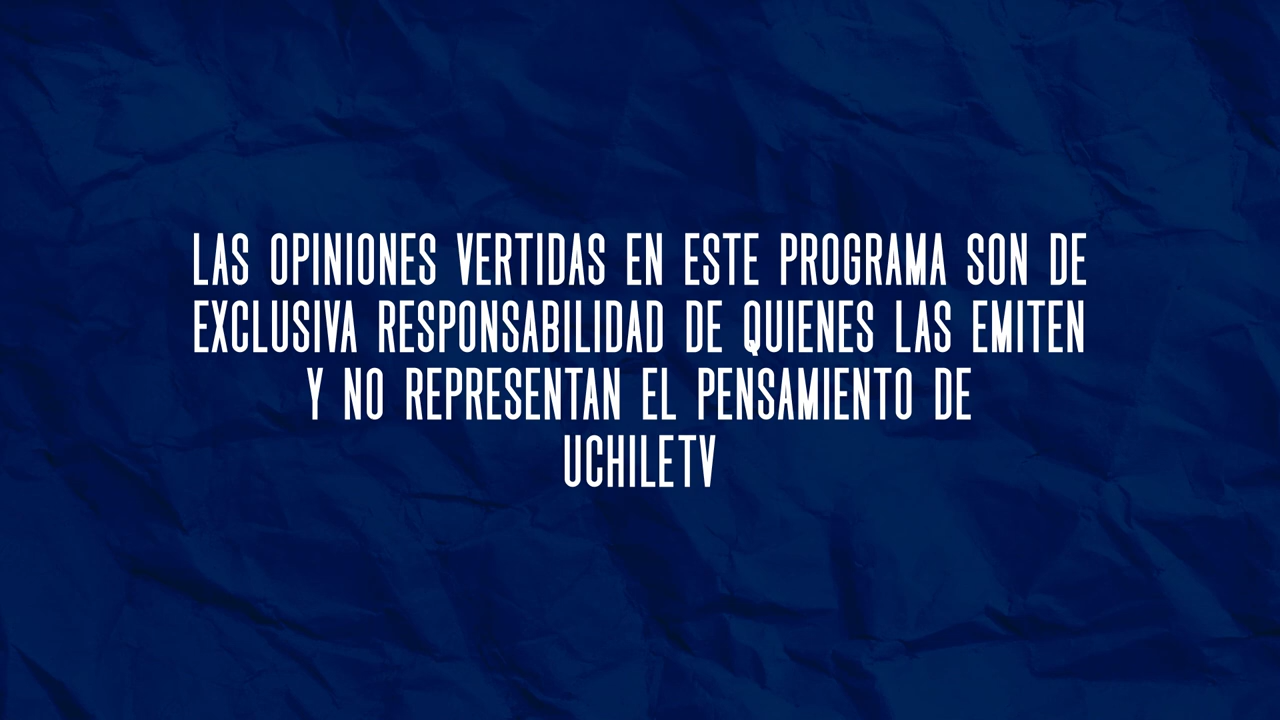 LAS OPINIONES VERTIDAS EN ESTE PROGRAMA SON DE
EXCLUSIVA RESPONSABILIDAD DE QUIENES LAS EMITEN
Y NO REPRESENTAN EL PENSAMIENTO DE
UCHILETV